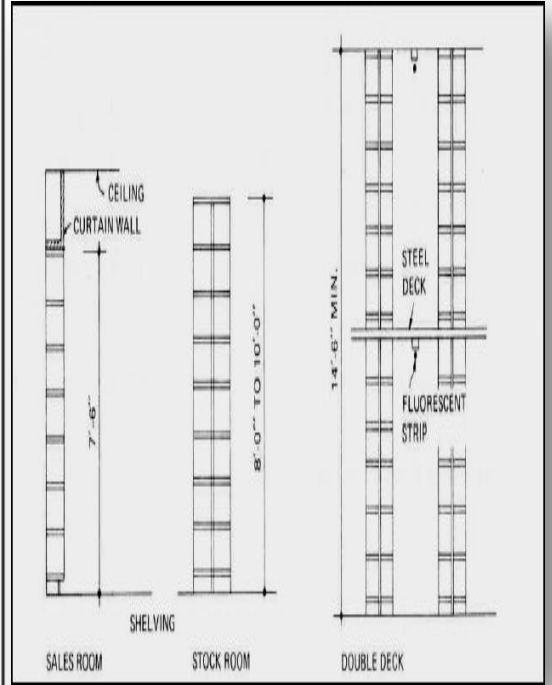 CEILING
CURTAIN WALL
7'-6"
8'-0" TO 10'-0"
14'-6" MIN.
STEEL
DECK
FLUORESCENT
STRIP
SHELVING
SALES ROOM
STOCK ROOM
DOUBLE DECK